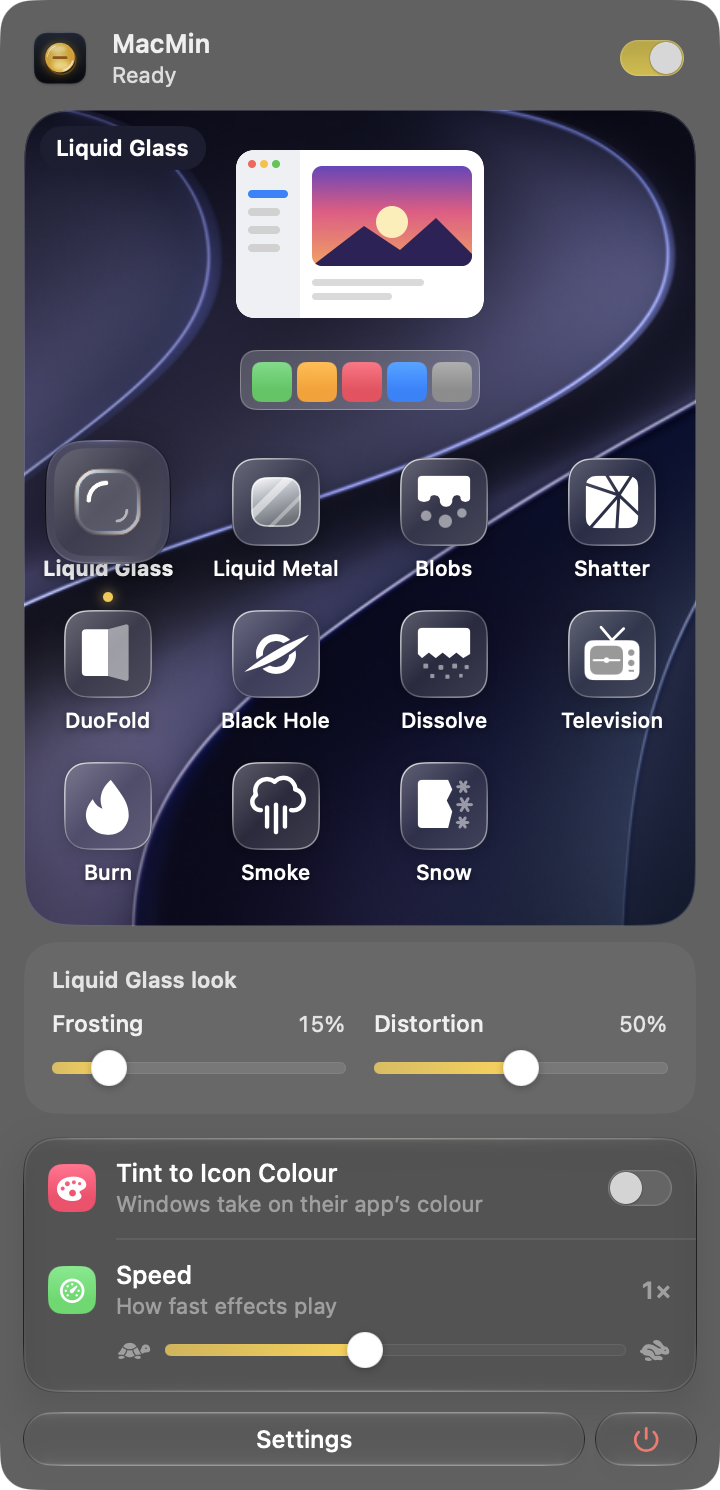 MacMin
Ready
Liquid Glass
Liquid Glass
Liquid Metal
Blobs
Shatter
DuoFold
Black Hole
Dissolve
Television
Burn
Smoke
Snow
Liquid Glass look
Frosting 15%
Distortion 50%
Tint to Icon Colour
Windows take on their app’s colour
Speed
How fast effects play
1×
Settings